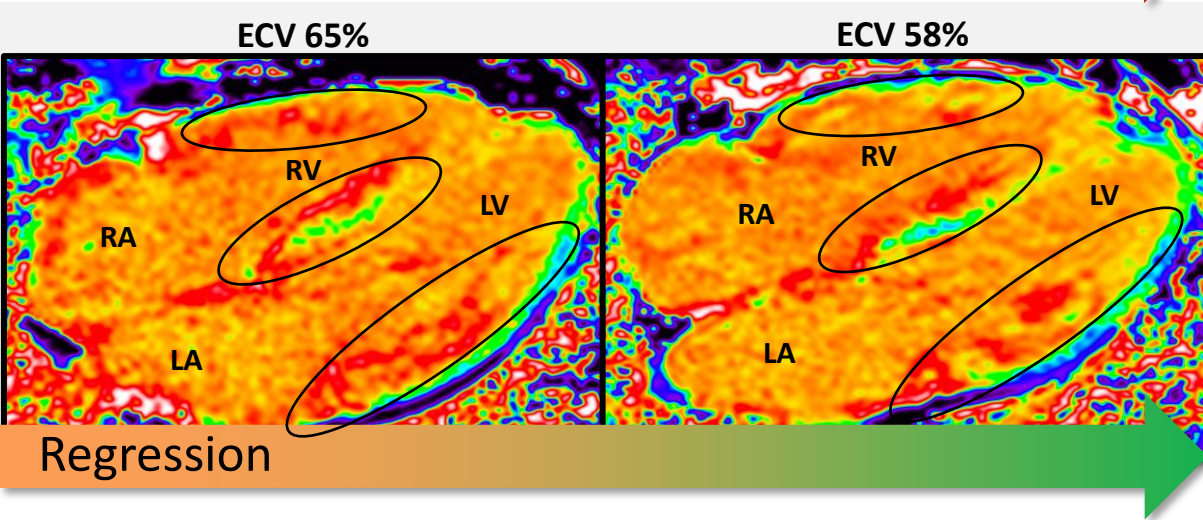 ECV 65%
ECV 58%
RV
RA
LV
LA
RV
RA
LV
LA
Regression